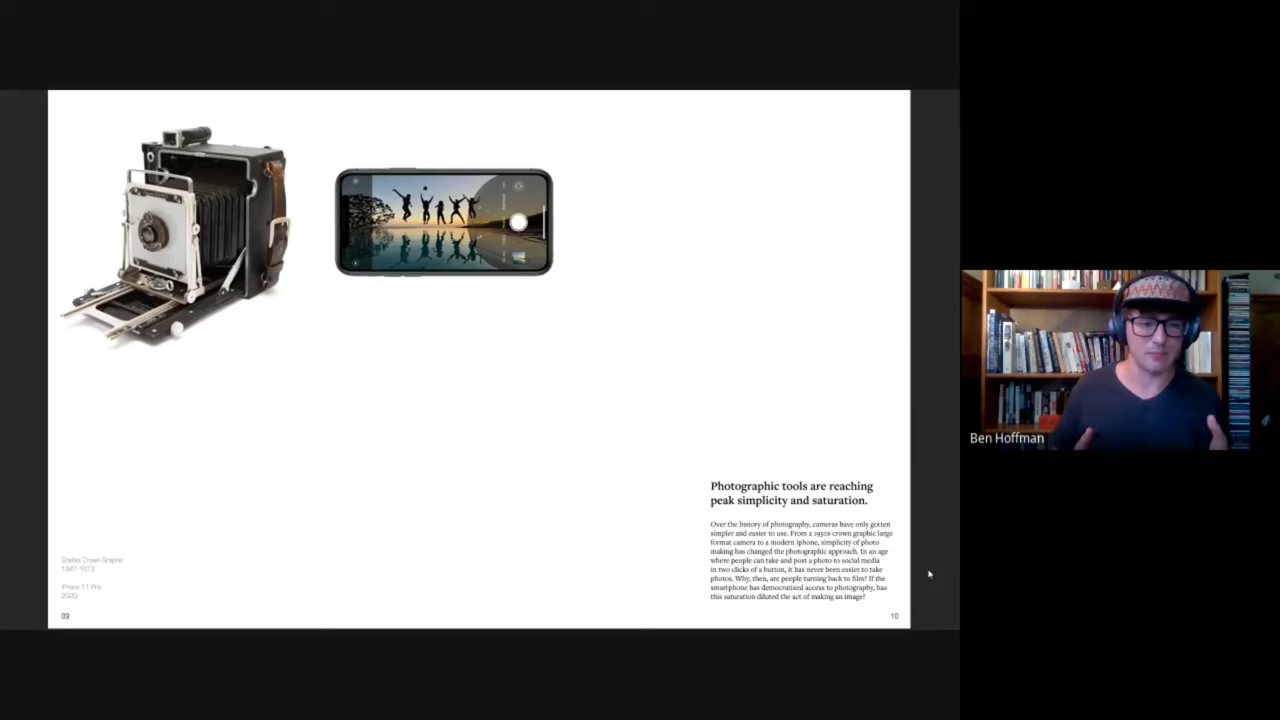 Photographic tools are reaching
peak simplicity and saturation.
Over the history of photography, cameras have only gotten
simpler and easier to use. From a 1950s crown graphic large
format camera to a modern iphone, simplicity of photo
making has changed the photographic approach. In an age
where people can take and post a photo to social media
in two clicks of a button, it has never been easier to take
photos. Why, then, are people turning back to film? If the
smartphone has democratized access to photography, has
this saturation diluted the act of making an image?
Graflex Crown Graphic
1947-1973
iPhone 11 Pro
2020
09
10
Ben Hoffman